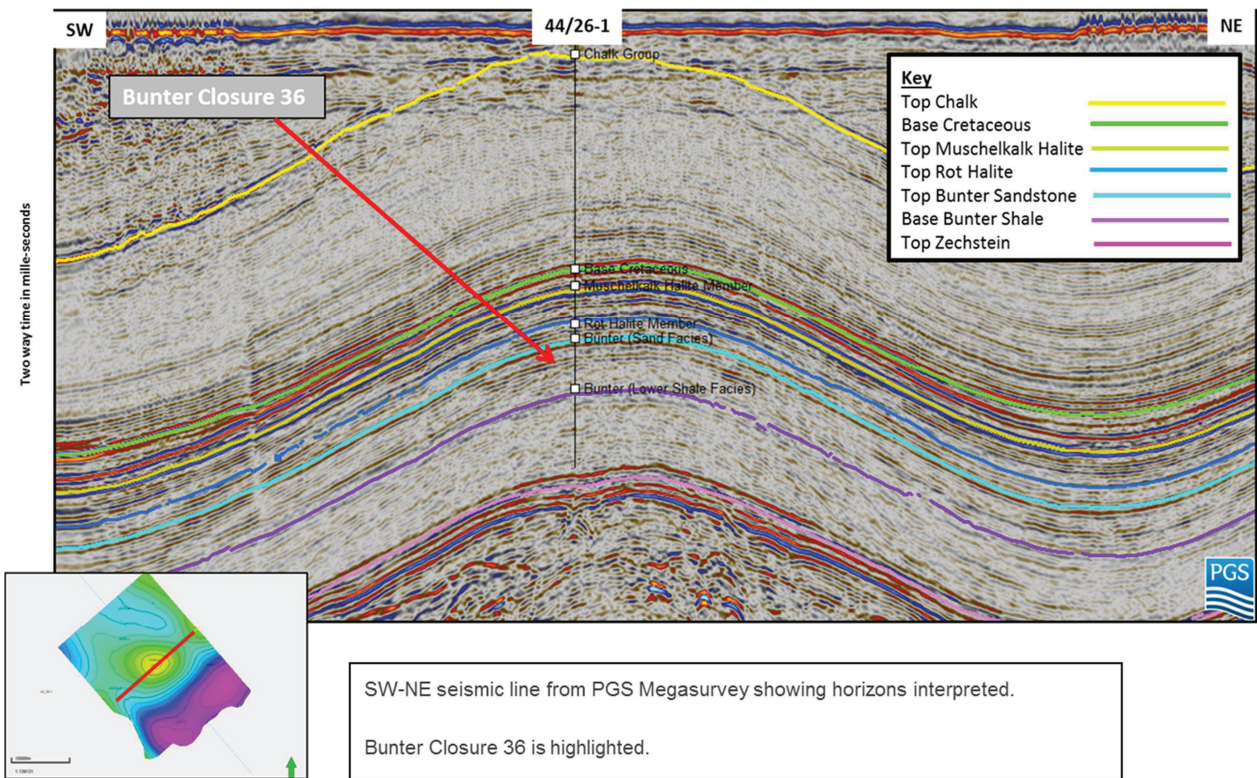 SW
44/26-1
NE
Chalk Group
Bunter Closure 36
Key
Top Chalk
Base Cretaceous
Top Muschelkalk Halite
Top Rot Halite
Top Bunter Sandstone
Base Bunter Shale
Top Zechstein
Two way time in mille-seconds
Base Cretaceous
Muschelkalk Halite Member
Rot Halite Member
Bunter (Sand Facies)
Bunter (Lower Shale Facies)
PGS
SW-NE seismic line from PGS Megasurvey showing horizons interpreted.
Bunter Closure 36 is highlighted.